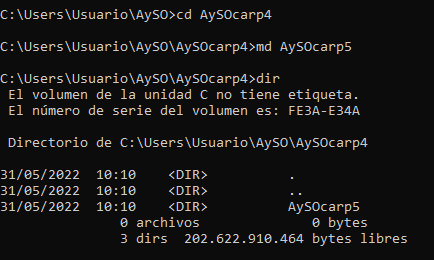 C:\Users\Usuario\AySO>cd AySOcarp4
C:\Users\Usuario\AySO\AySOcarp4>md AySOcarp5
C:\Users\Usuario\AySO\AySOcarp4>dir
 El volumen de la unidad C no tiene etiqueta.
 El número de serie del volumen es: FE3A-E34A
 Directorio de C:\Users\Usuario\AySO\AySOcarp4
31/05/2022  10:10    <DIR>          .
31/05/2022  10:10    <DIR>          ..
31/05/2022  10:10    <DIR>          AySOcarp5
               0 archivos              0 bytes
               3 dirs  202.622.910.464 bytes libres